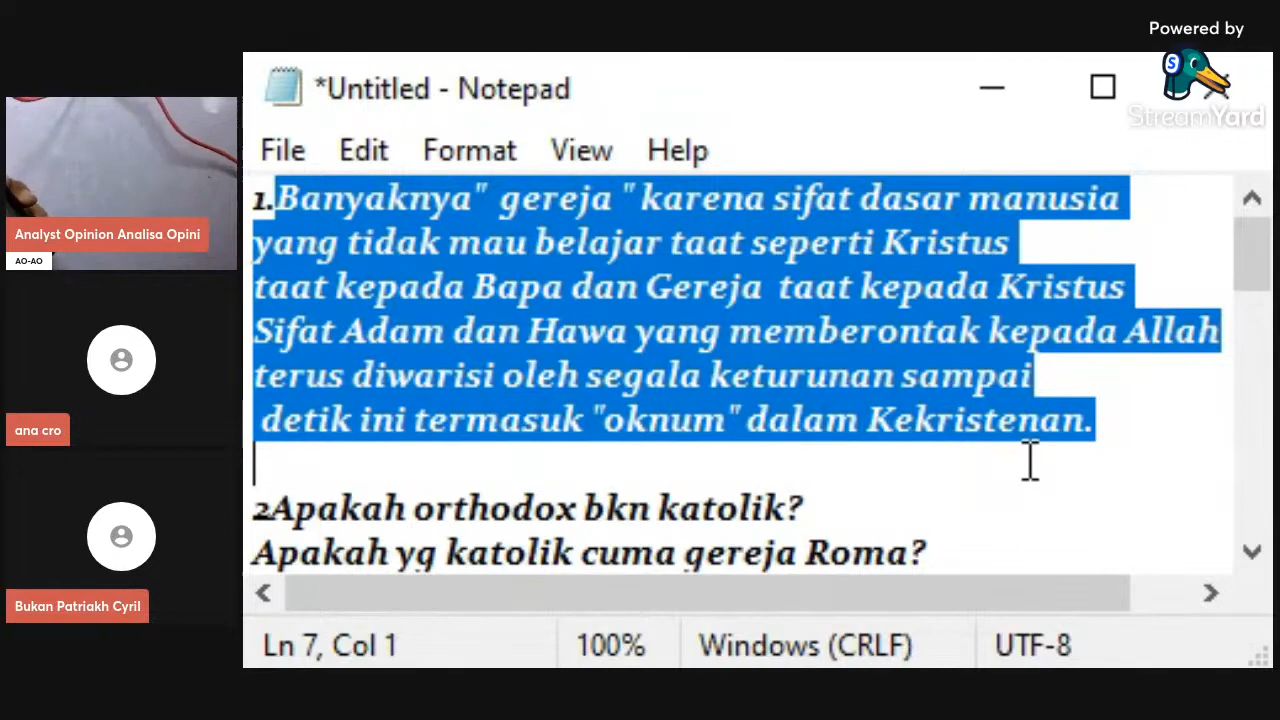 Powered by
StreamYard
*Untitled - Notepad
File Edit Format View Help
1.Banyaknya" gereja " karena sifat dasar manusia
yang tidak mau belajar taat seperti Kristus
taat kepada Bapa dan Gereja taat kepada Kristus
Sifat Adam dan Hawa yang memberontak kepada Allah
terus diwarisi oleh segala keturunan sampai
detik ini termasuk "oknum" dalam Kekristenan.
2Apakah orthodox bkn katolik?
Apakah yg katolik cuma gereja Roma?
Ln 7, Col 1 100% Windows (CRLF) UTF-8
Analyst Opinion Analisa Opini
AO-AO
ana cro
Bukan Patriakh Cyril